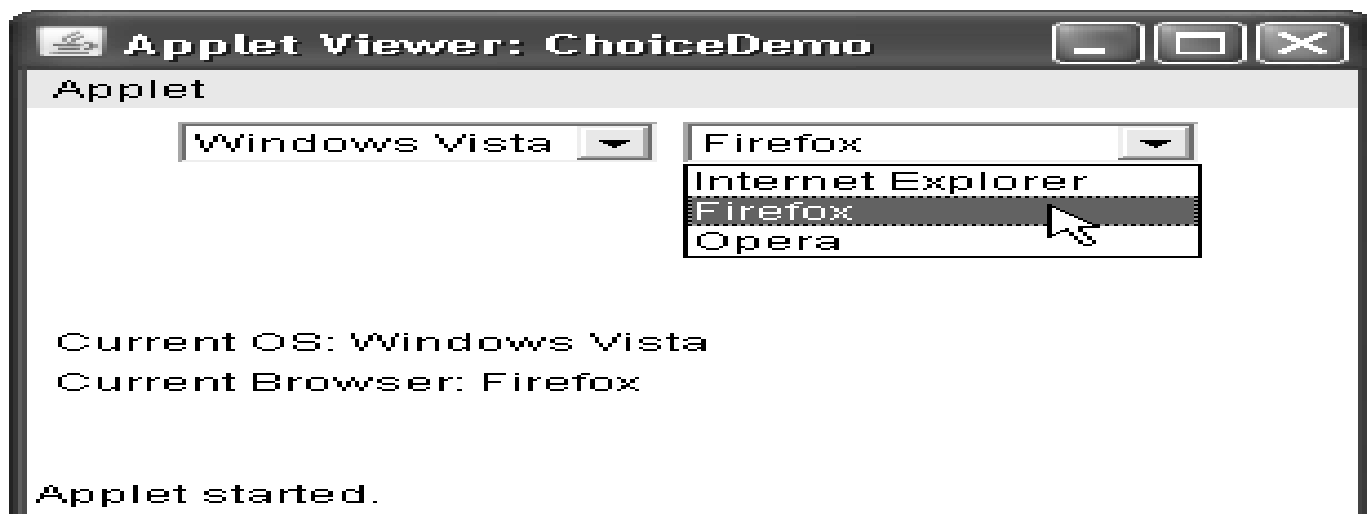 Applet Viewer: ChoiceDemo
Applet
Windows Vista Firefox
Internet Explorer
Firefox
Opera
Current OS: Windows Vista
Current Browser: Firefox
Applet started.